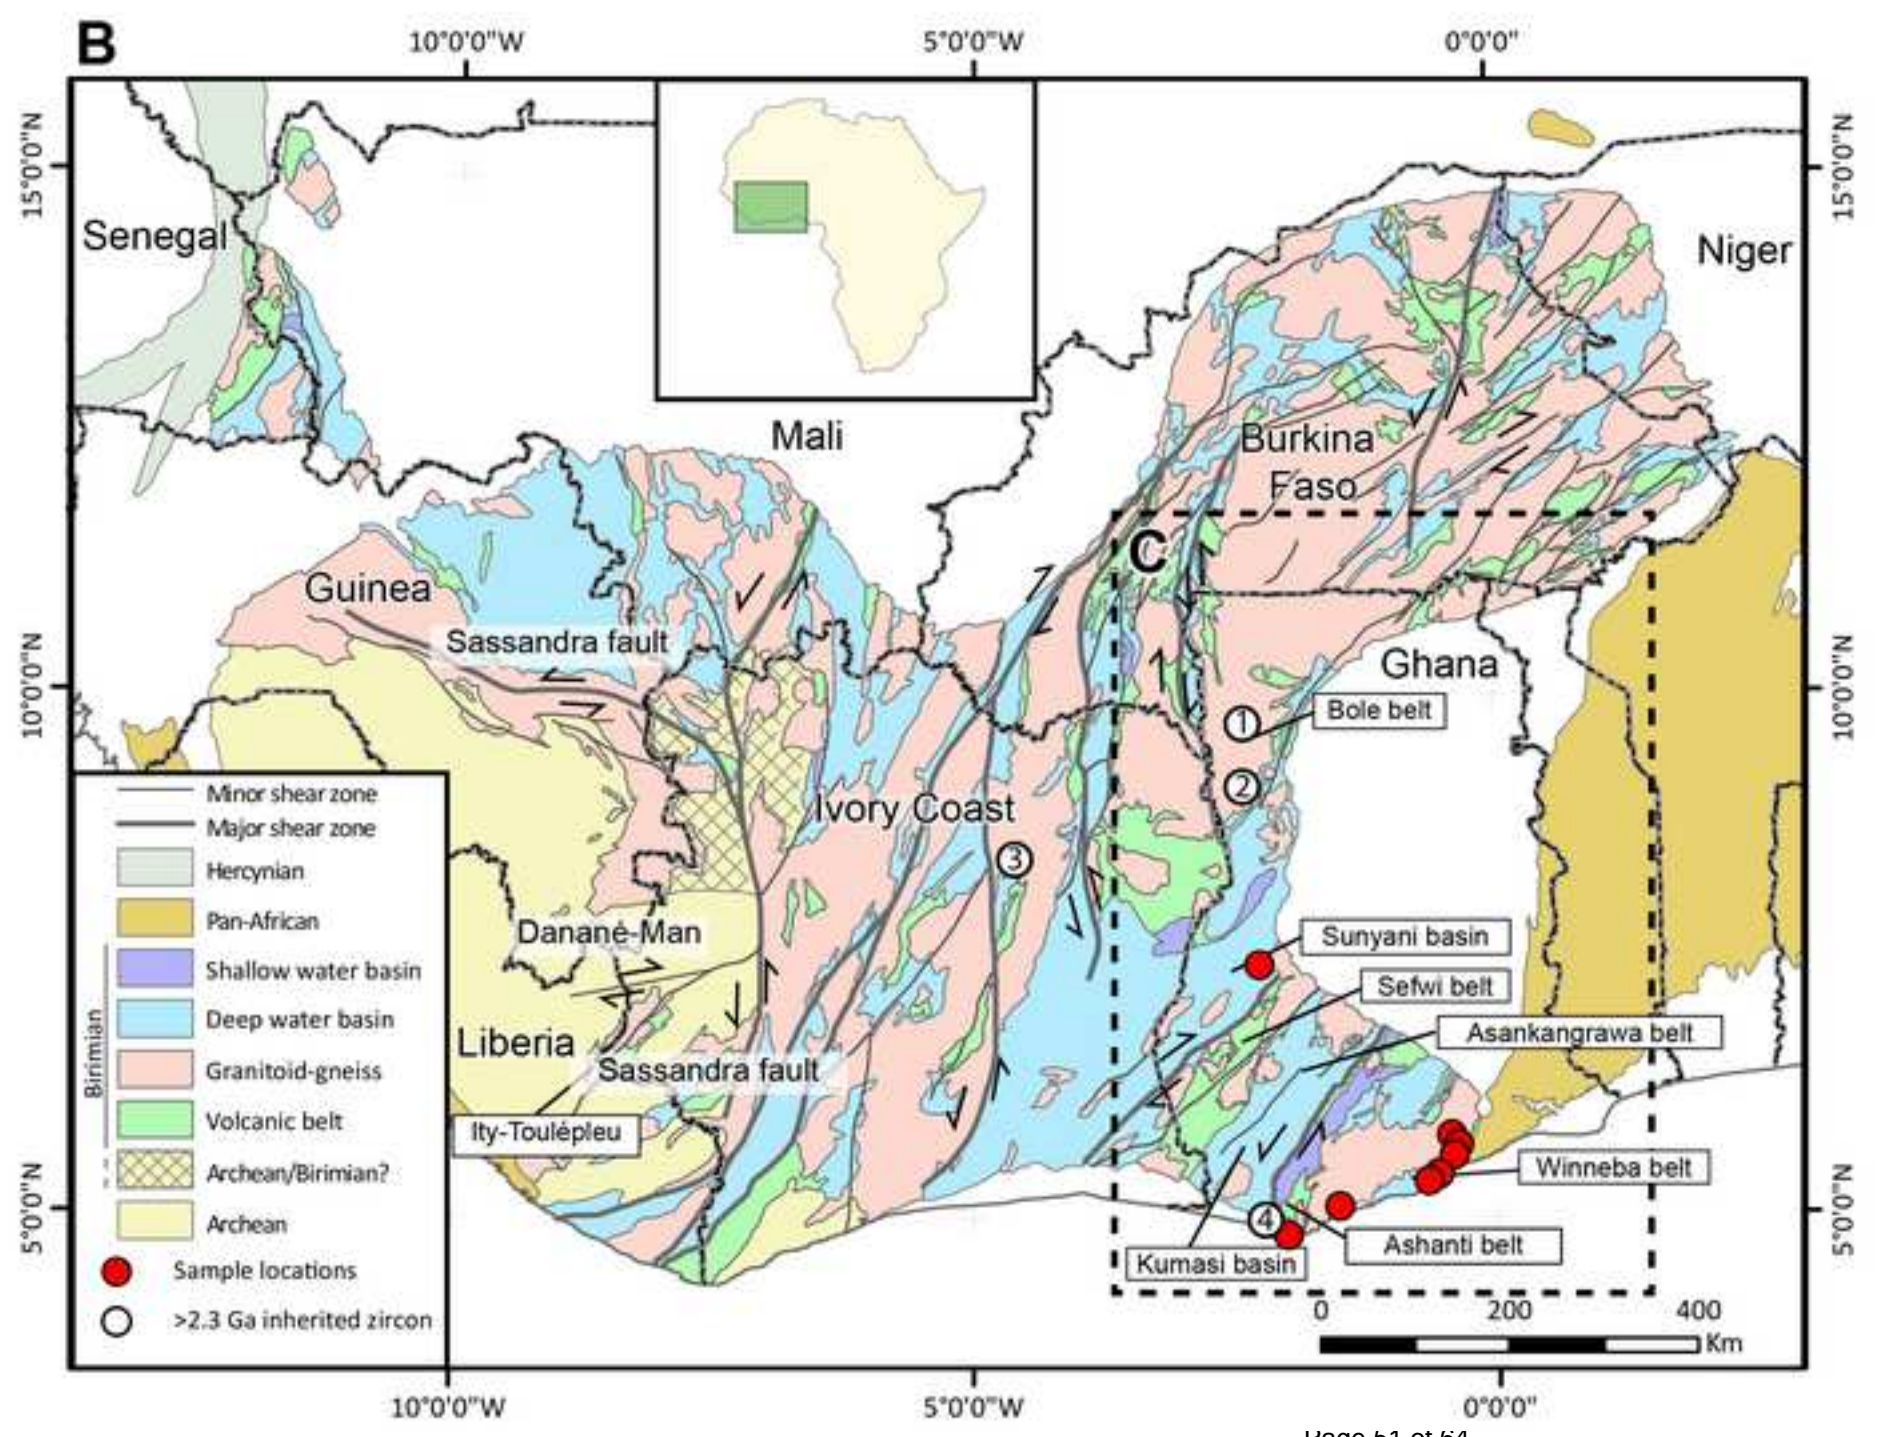 B
10°0'0"W 5°0'0"W 0°0'0"
15°0'0"N
15°0'0"N
Senegal
Niger
Mali
Burkina
Faso
C
Guinea
Sassandra fault
Ghana
10°0'0"N
10°0'0"N
1
Bole belt
2
Ivory Coast
3
Minor shear zone
Major shear zone
Hercynian
Pan-African
Birimian
Shallow water basin
Deep water basin
Granitoid-gneiss
Volcanic belt
Archean/Birimian?
Archean
Sample locations
>2.3 Ga inherited zircon
Danané-Man
Sunyani basin
Sefwi belt
Asankangrawa belt
Liberia
Sassandra fault
Ity-Toulépleu
Winneba belt
5°0'0"N
5°0'0"N
4
Ashanti belt
Kumasi basin
0 200 400
Km
10°0'0"W 5°0'0"W 0°0'0"